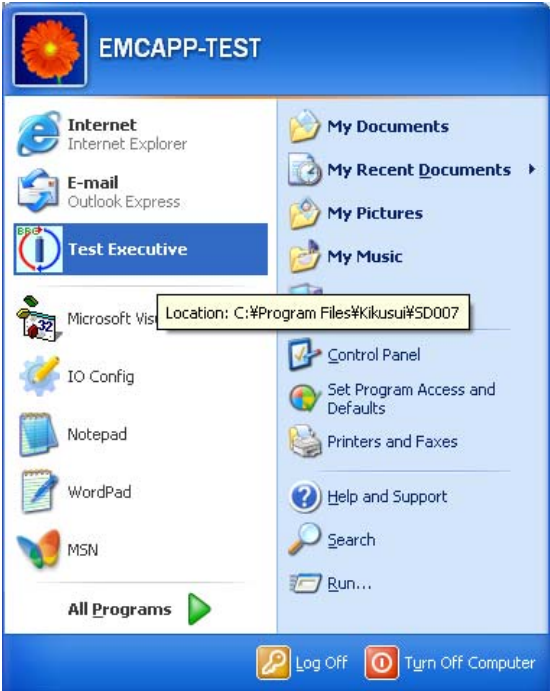 EMCAPP-TEST
Internet
Internet Explorer
E-mail
Outlook Express
BBG
Test Executive
Microsoft
32
IO Config
Notepad
WordPad
MSN
All Programs
My Documents
My Recent Documents
My Pictures
My Music
Location: C:¥Program Files¥Kikusui¥SD007
Control Panel
Set Program Access and
Defaults
Printers and Faxes
Help and Support
Search
Run...
Log Off
Turn Off Computer